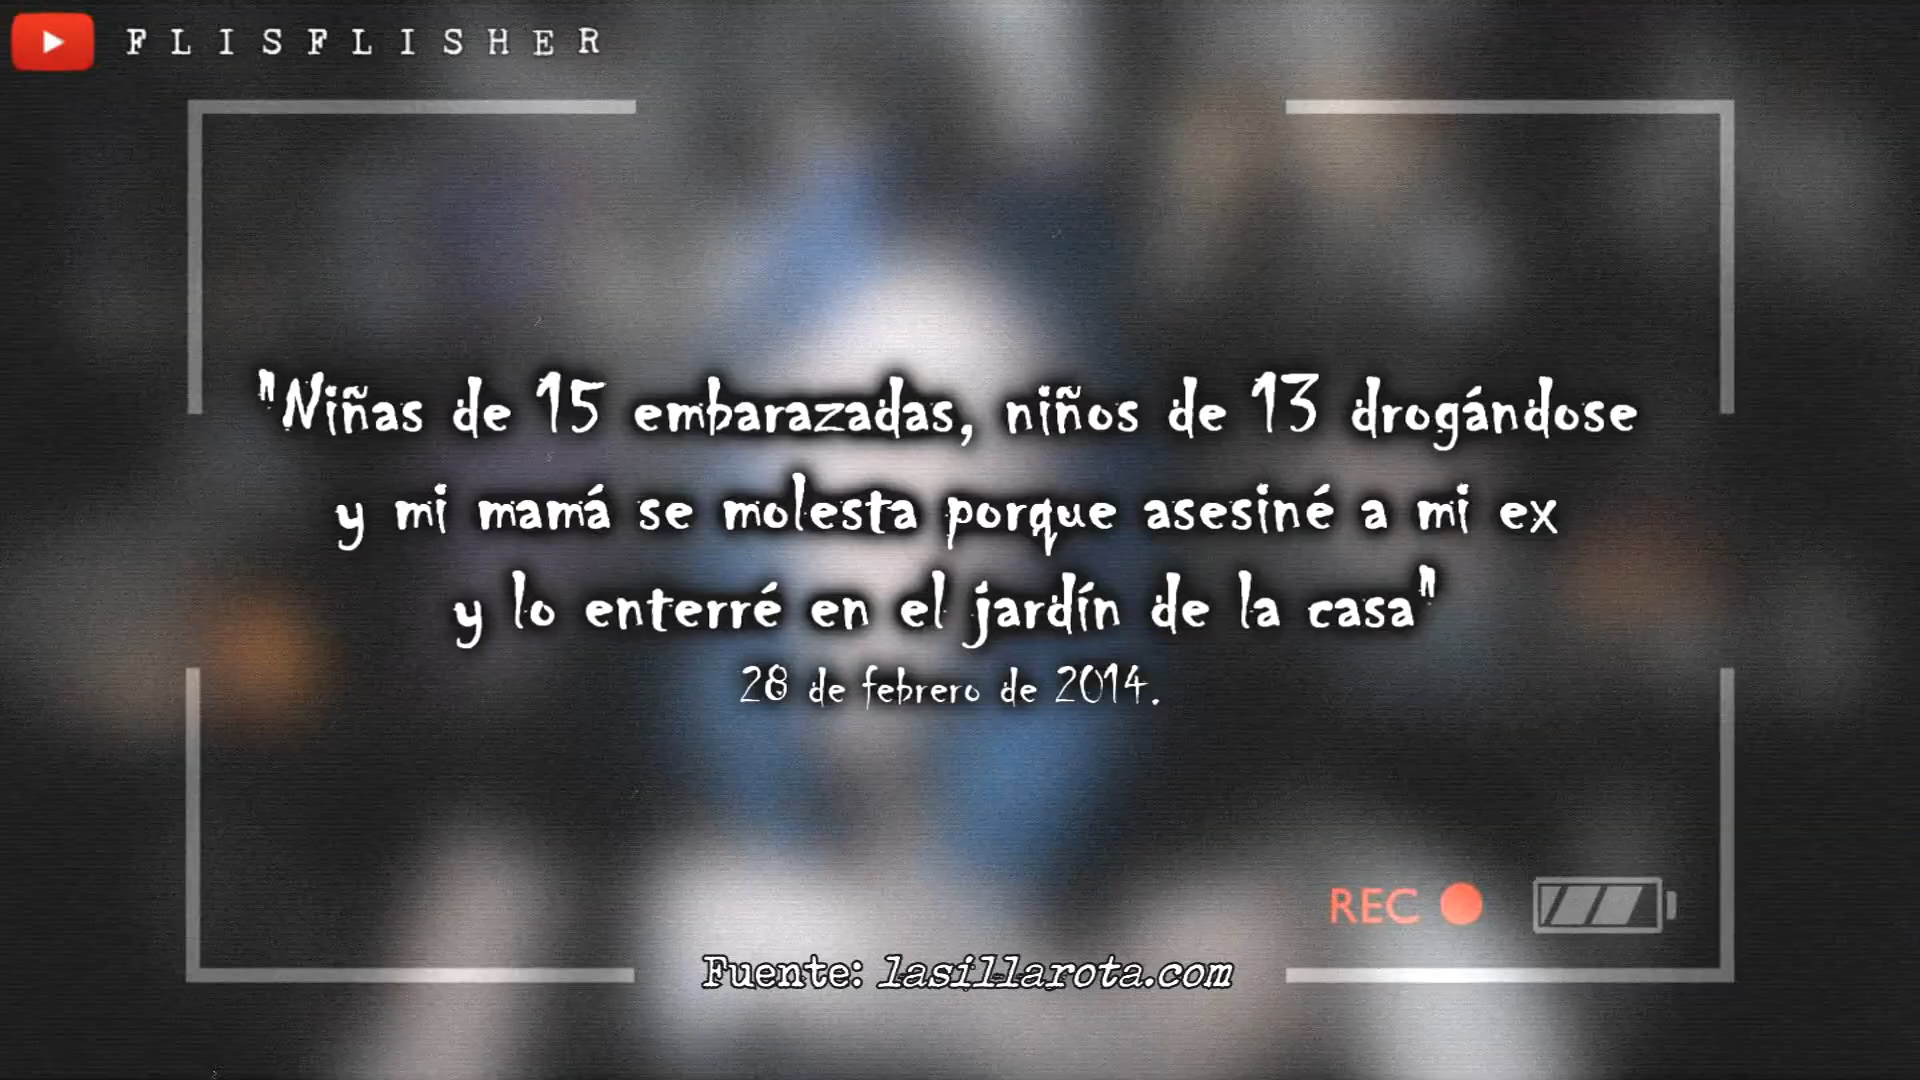 FLISFLISHER
"Niñas de 15 embarazadas, niños de 13 drogándose
y mi mamá se molesta porque asesiné a mi ex
y lo enterré en el jardín de la casa"
28 de febrero de 2014.
REC
Fuente: lasillarota.com